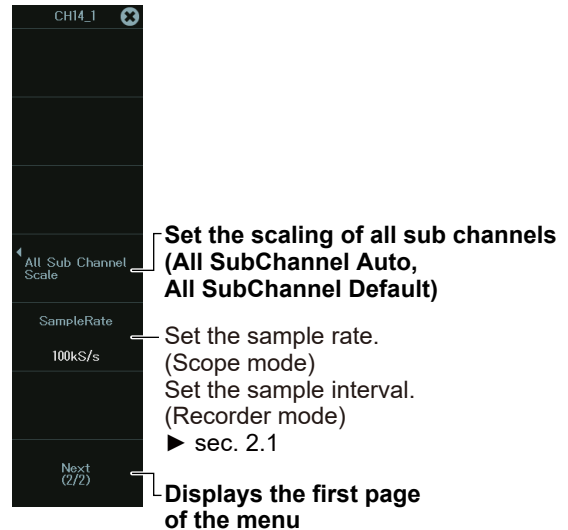 CH14_1
All Sub Channel
Scale
Set the scaling of all sub channels
(All SubChannel Auto,
All SubChannel Default)
SampleRate
100kS/s
Set the sample rate.
(Scope mode)
Set the sample interval.
(Recorder mode)
► sec. 2.1
Next
(2/2)
Displays the first page
of the menu